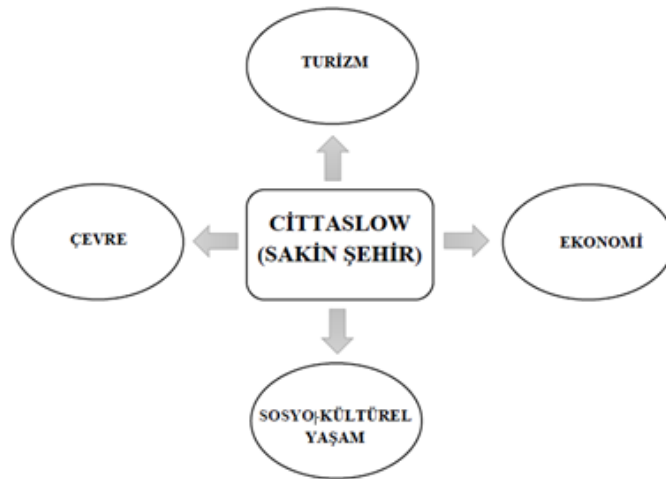 TURİZM
ÇEVRE
CİTTASLOW
(SAKİN ŞEHİR)
EKONOMİ
SOSYO|-KÜLTÜREL
YAŞAM